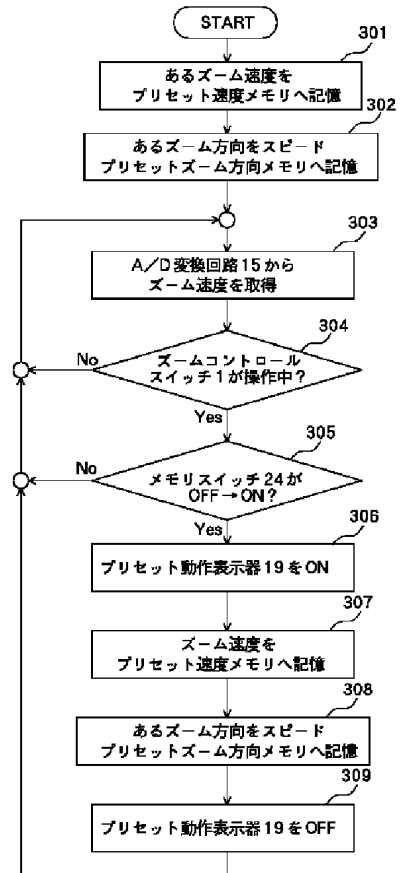 START
301
あるズーム速度を
プリセット速度メモリへ記憶
302
あるズーム方向をスピード
プリセットズーム方向メモリへ記憶
303
A/D変換回路15から
ズーム速度を取得
304
ズームコントロール
スイッチ1が操作中?
No
Yes
305
メモリスイッチ24が
OFF→ON?
No
Yes
306
プリセット動作表示器19をON
307
ズーム速度を
プリセット速度メモリへ記憶
308
あるズーム方向をスピード
プリセットズーム方向メモリへ記憶
309
プリセット動作表示器19をOFF